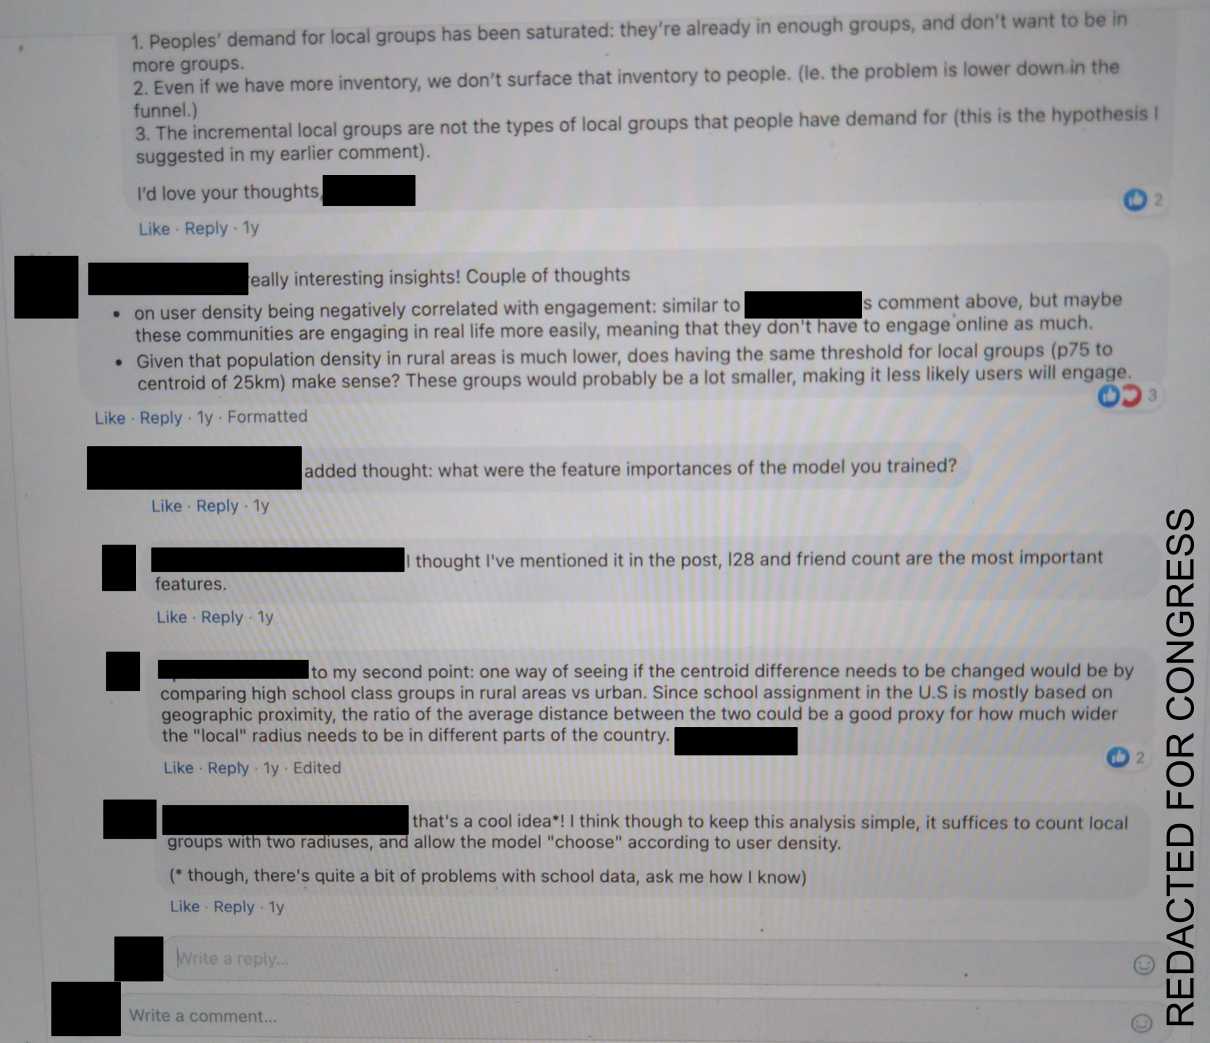 1. Peoples' demand for local groups has been saturated: they're already in enough groups, and don't want to be in
more groups.
2. Even if we have more inventory, we don't surface that inventory to people. (Ie. the problem is lower down in the
funnel.)
3. The incremental local groups are not the types of local groups that people have demand for (this is the hypothesis I
suggested in my earlier comment).
I'd love your thoughts,
2
Like · Reply · 1y
eally interesting insights! Couple of thoughts
• on user density being negatively correlated with engagement: similar to s comment above, but maybe
these communities are engaging in real life more easily, meaning that they don't have to engage online as much.
• Given that population density in rural areas is much lower, does having the same threshold for local groups (p75 to
centroid of 25km) make sense? These groups would probably be a lot smaller, making it less likely users will engage.
3
Like · Reply · 1y · Formatted
added thought: what were the feature importances of the model you trained?
Like · Reply · 1y
I thought I've mentioned it in the post, l28 and friend count are the most important
features.
Like · Reply · 1y
to my second point: one way of seeing if the centroid difference needs to be changed would be by
comparing high school class groups in rural areas vs urban. Since school assignment in the U.S is mostly based on
geographic proximity, the ratio of the average distance between the two could be a good proxy for how much wider
the "local" radius needs to be in different parts of the country.
2
Like · Reply · 1y · Edited
that's a cool idea*! I think though to keep this analysis simple, it suffices to count local
groups with two radiuses, and allow the model "choose" according to user density.
(* though, there's quite a bit of problems with school data, ask me how I know)
Like · Reply · 1y
Write a reply...
Write a comment...
REDACTED FOR CONGRESS